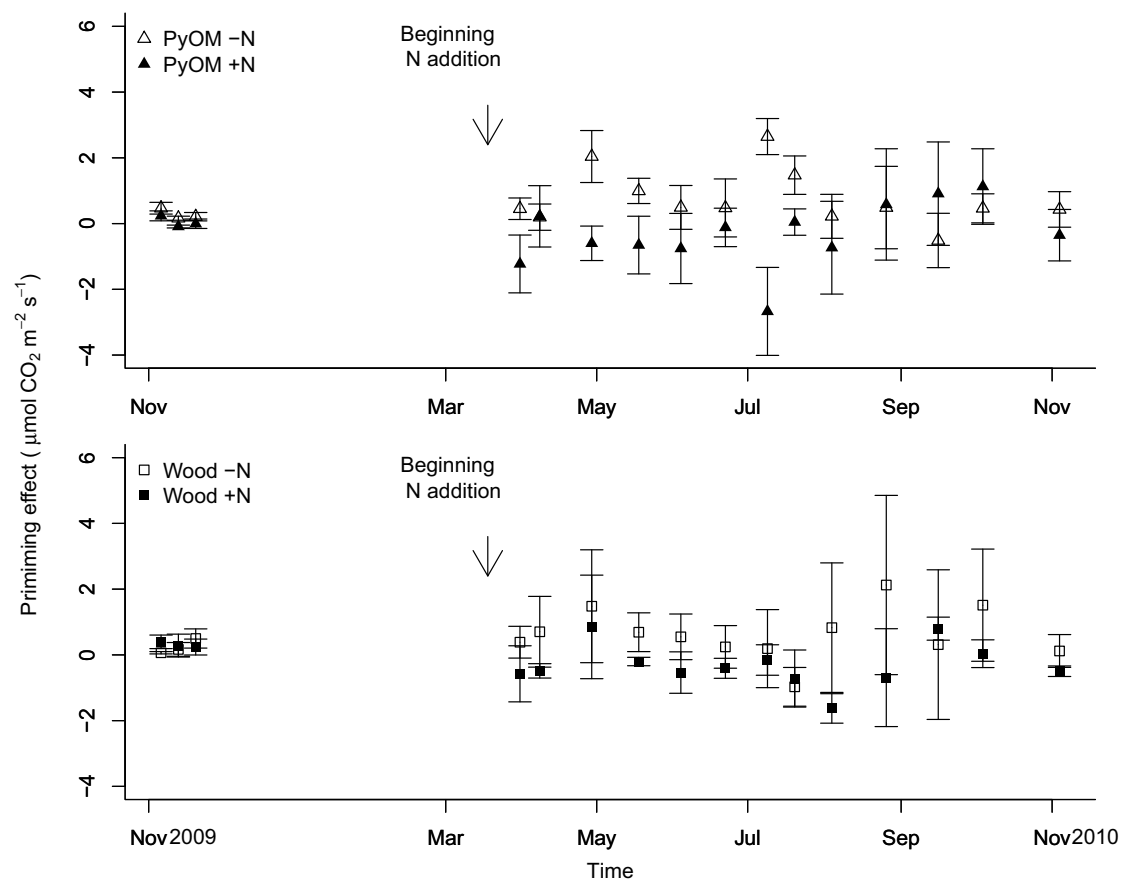 Primiming effect ( μmol CO₂ m⁻² s⁻¹)
6
4
2
0
−2
−4
PyOM −N
PyOM +N
Beginning
N addition
Nov
Mar
May
Jul
Sep
Nov
6
4
2
0
−2
−4
Wood −N
Wood +N
Beginning
N addition
Nov 2009
Mar
May
Jul
Sep
Nov 2010
Time